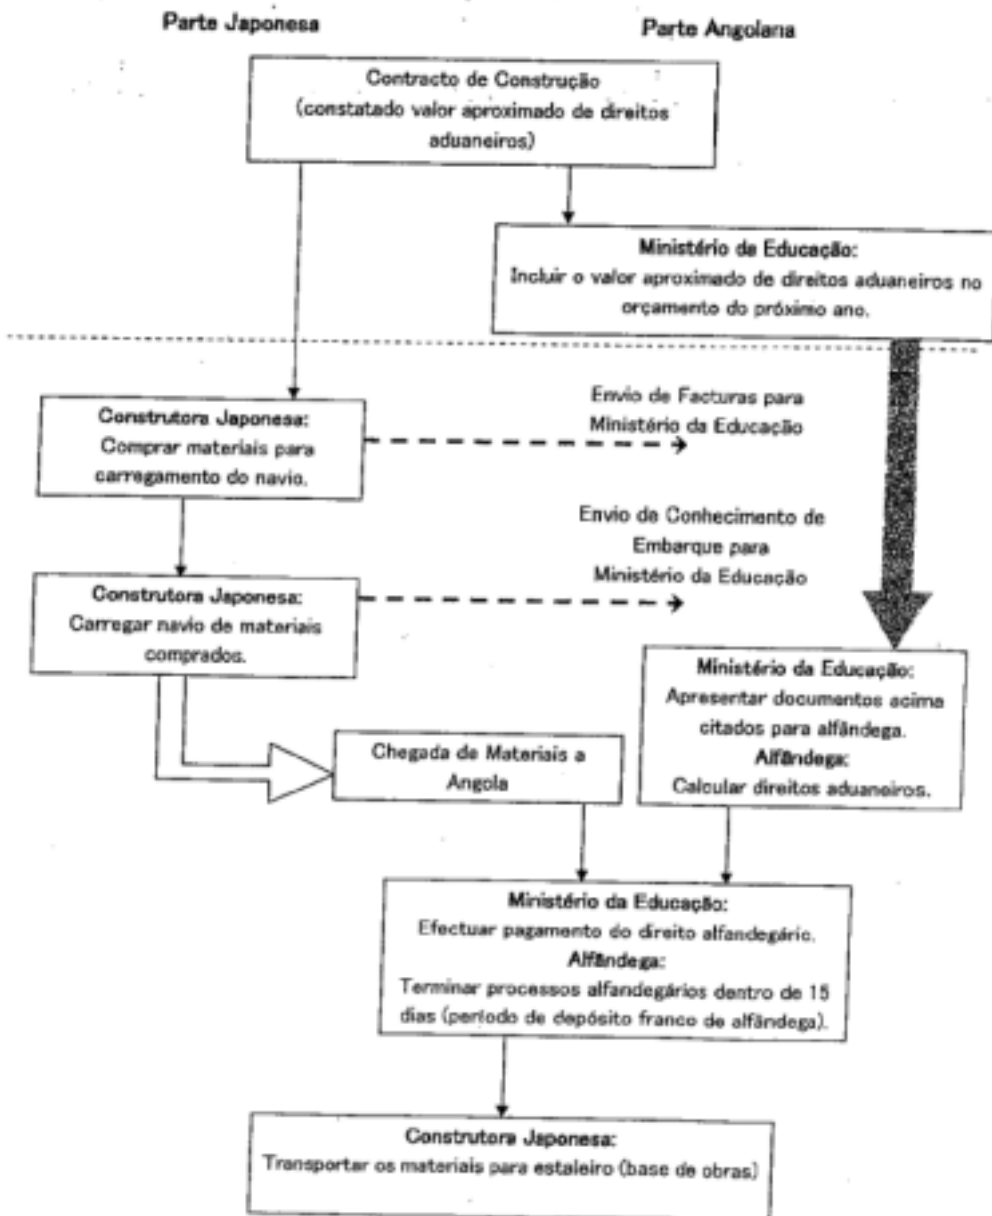 Parte Japonesa
Parte Angolana
Contracto de Construção
(constatado valor aproximado de direitos
aduaneiros)
Ministério da Educação:
Incluir o valor aproximado de direitos aduaneiros no
orçamento do próximo ano.
Construtora Japonesa:
Comprar materiais para
carregamento do navio.
Envio de Facturas para
Ministério da Educação
Envio de Conhecimento de
Embarque para
Ministério da Educação
Construtora Japonesa:
Carregar navio de materiais
comprados.
Ministério da Educação:
Apresentar documentos acima
citados para alfândega.
Alfândega:
Calcular direitos aduaneiros.
Chegada de Materiais a
Angola
Ministério da Educação:
Efectuar pagamento do direito alfandegário.
Alfândega:
Terminar processos alfandegários dentro de 15
dias (período de depósito franco de alfândega).
Construtora Japonesa:
Transportar os materiais para estaleiro (base de obras)